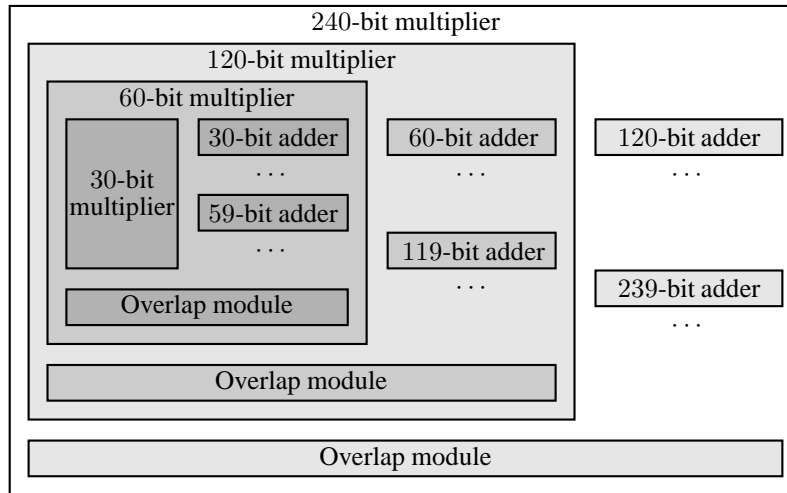 240-bit multiplier
120-bit multiplier
60-bit multiplier
30-bit
multiplier
30-bit adder
...
59-bit adder
...
Overlap module
60-bit adder
...
119-bit adder
...
Overlap module
120-bit adder
...
239-bit adder
...
Overlap module